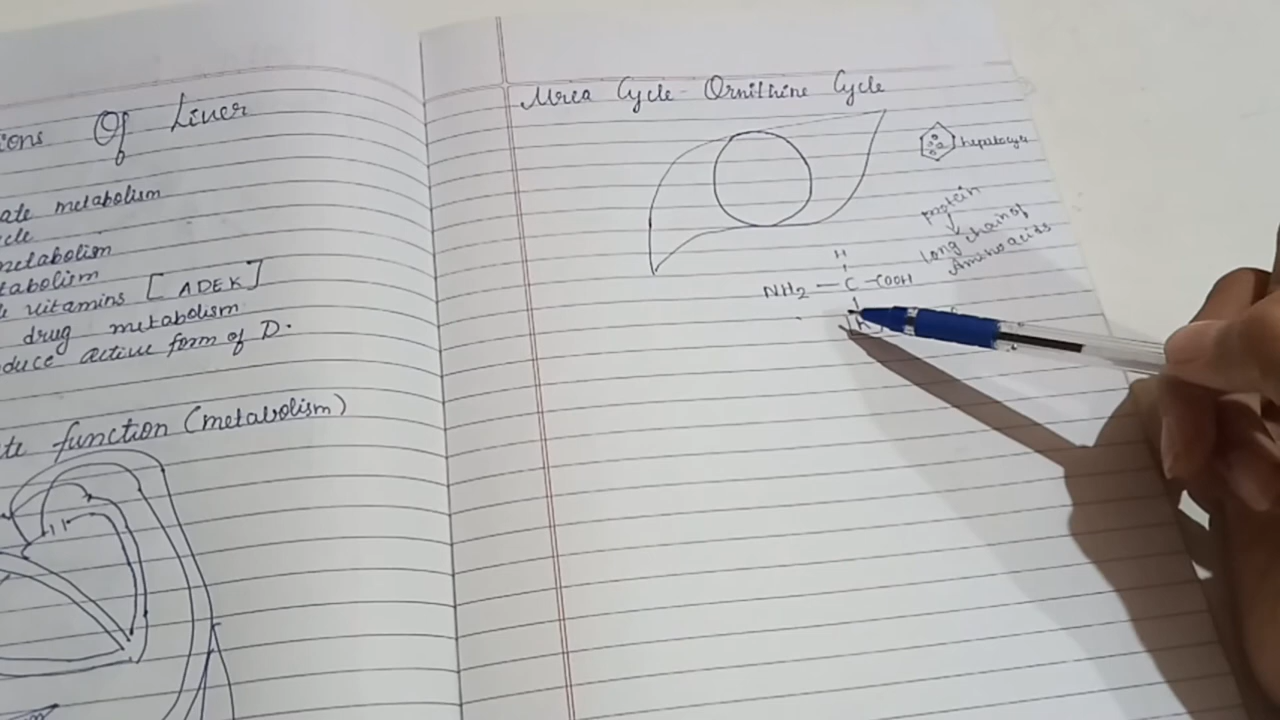 ions Of Liver
ate metabolism
cle
metabolism
tabolism
vitamins [ADEK]
drug metabolism
duce active form of D.
te function (metabolism)
Urea Cycle - Ornithine Cycle
hepatocyte
protein
↓
long chain of
Amino acids
H
NH2 - C - COOH
R